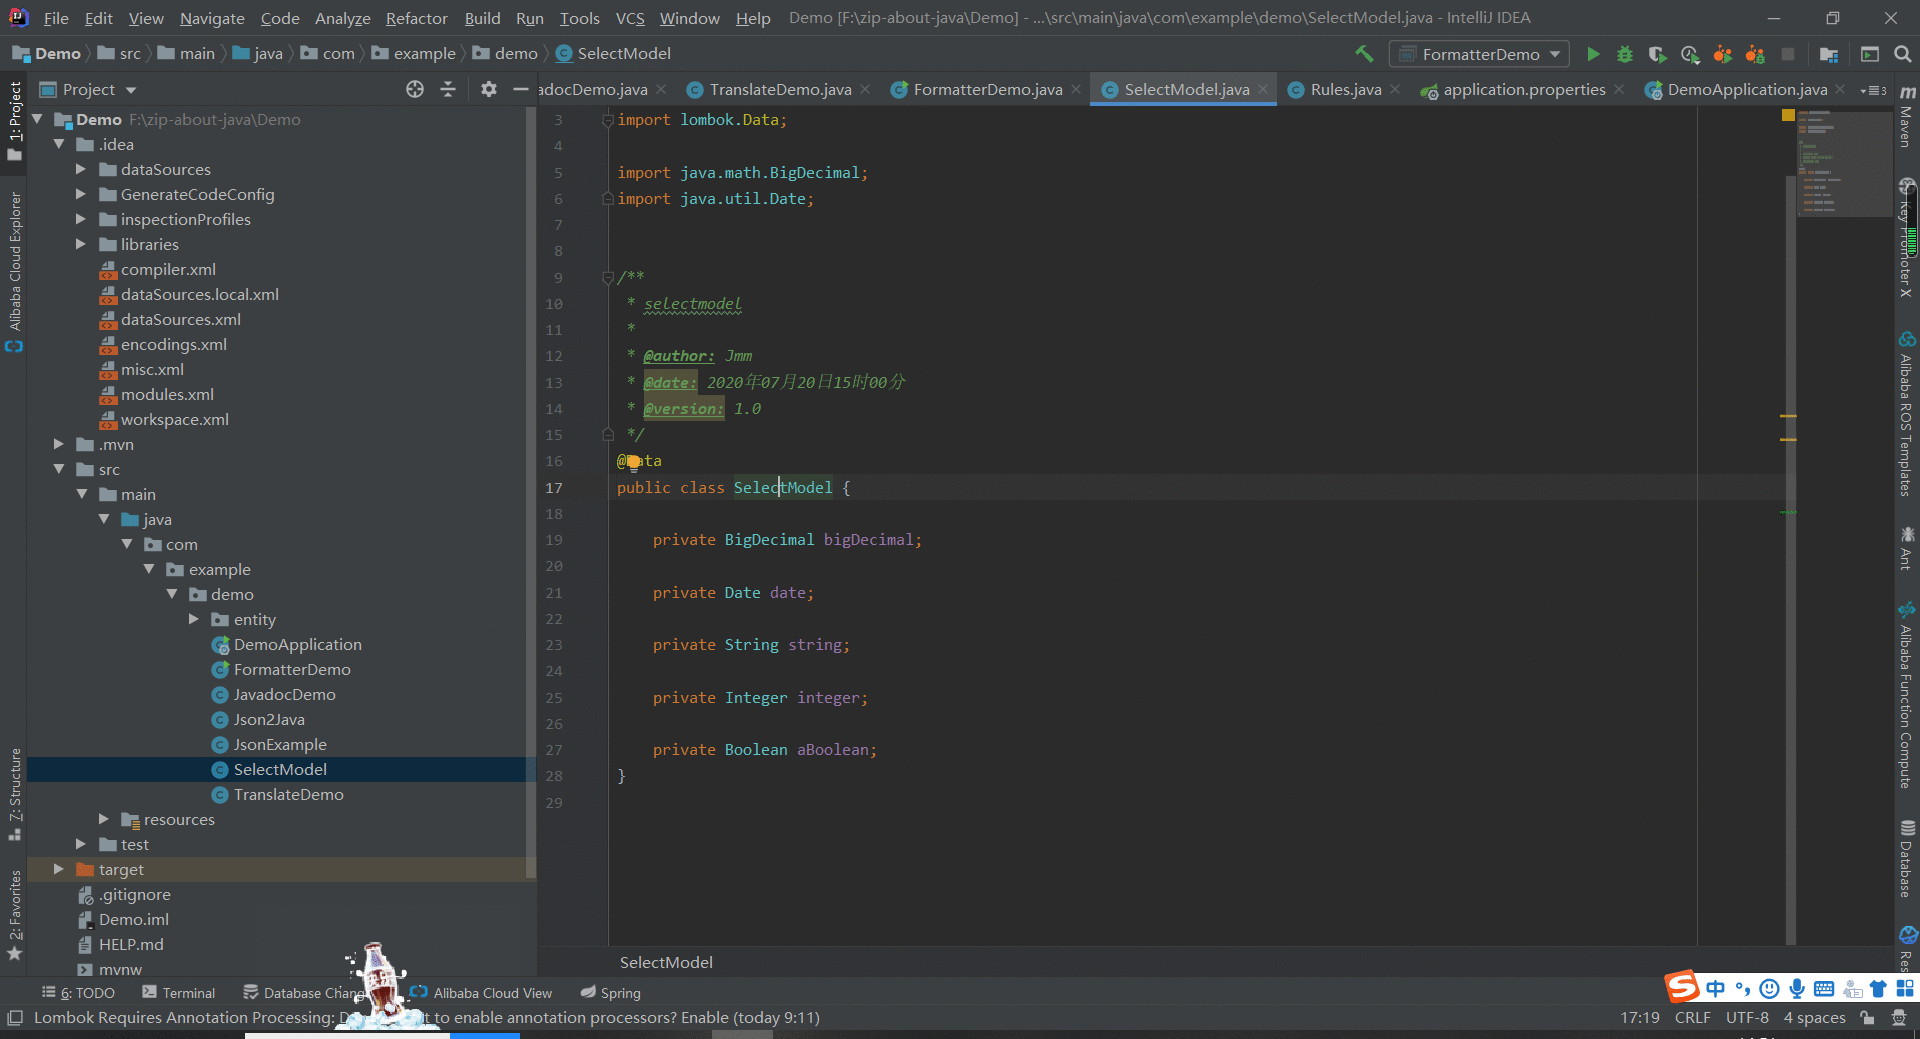 File Edit View Navigate Code Analyze Refactor Build Run Tools VCS Window Help Demo [F:\zip-about-java\Demo] - ...\src\main\java\com\example\demo\SelectModel.java - IntelliJ IDEA
Demo src main java com example demo SelectModel
FormatterDemo
Project
adocDemo.java TranslateDemo.java FormatterDemo.java SelectModel.java Rules.java application.properties DemoApplication.java 3
1: Project
Alibaba Cloud Explorer
7: Structure
2: Favorites
Demo F:\zip-about-java\Demo
.idea
dataSources
GenerateCodeConfig
inspectionProfiles
libraries
compiler.xml
dataSources.local.xml
dataSources.xml
encodings.xml
misc.xml
modules.xml
workspace.xml
.mvn
src
main
java
com
example
demo
entity
DemoApplication
FormatterDemo
JavadocDemo
Json2Java
JsonExample
SelectModel
TranslateDemo
resources
test
target
.gitignore
Demo.iml
HELP.md
mvnw
3 import lombok.Data;
4
5 import java.math.BigDecimal;
6 import java.util.Date;
7
8
9 /**
10 * selectmodel
11 *
12 * @author: Jmm
13 * @date: 2020年07月20日15时00分
14 * @version: 1.0
15 */
16 @ata
17 public class SelectModel {
18
19 private BigDecimal bigDecimal;
20
21 private Date date;
22
23 private String string;
24
25 private Integer integer;
26
27 private Boolean aBoolean;
28 }
29
SelectModel
Maven
Key Promoter X
Alibaba ROS Templates
Ant
Alibaba Function Compute
Database
Res
6: TODO Terminal Database Chang Alibaba Cloud View Spring
中
Lombok Requires Annotation Processing: D t to enable annotation processors? Enable (today 9:11)
17:19 CRLF UTF-8 4 spaces